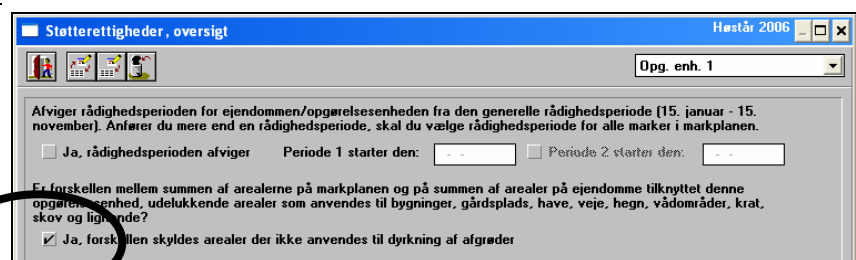 Støtterettigheder, oversigt
Høstår 2006
Opg. enh. 1
Afviger rådighedsperioden for ejendommen/opgørelsesenheden fra den generelle rådighedsperiode (15. januar - 15.
november). Anfører du mere end en rådighedsperiode, skal du vælge rådighedsperiode for alle marker i markplanen.
Ja, rådighedsperioden afviger Periode 1 starter den: - - Periode 2 starter den: - -
Er forskellen mellem summen af arealerne på markplanen og på summen af arealer på ejendomme tilknyttet denne
opgørelsesenhed, udelukkende arealer som anvendes til bygninger, gårdsplads, have, veje, hegn, vådområder, krat,
skov og lignende?
Ja, forskellen skyldes arealer der ikke anvendes til dyrkning af afgrøder